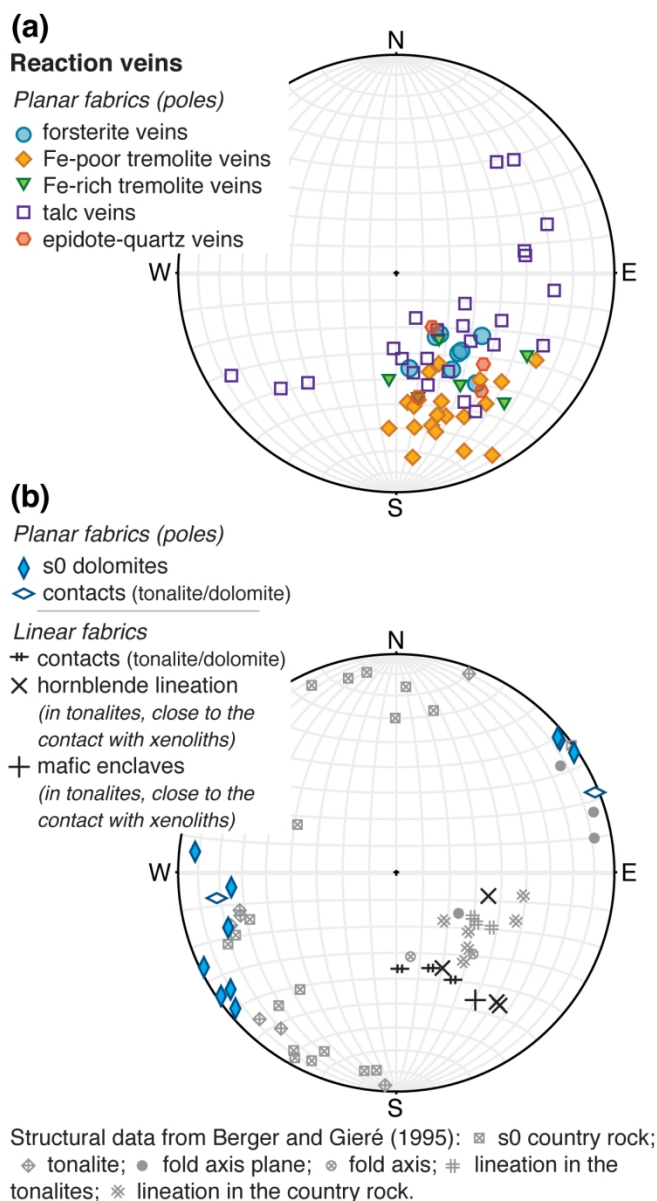 (a)
N
Reaction veins
Planar fabrics (poles)
forsterite veins
Fe-poor tremolite veins
Fe-rich tremolite veins
talc veins
epidote-quartz veins
W
E
S
(b)
Planar fabrics (poles)
s0 dolomites
contacts (tonalite/dolomite)
Linear fabrics
N
contacts (tonalite/dolomite)
hornblende lineation
(in tonalites, close to the
contact with xenoliths)
mafic enclaves
(in tonalites, close to the
contact with xenoliths)
W
E
S
Structural data from Berger and Gieré (1995): s0 country rock;
tonalite; fold axis plane; fold axis; lineation in the
tonalites; lineation in the country rock.